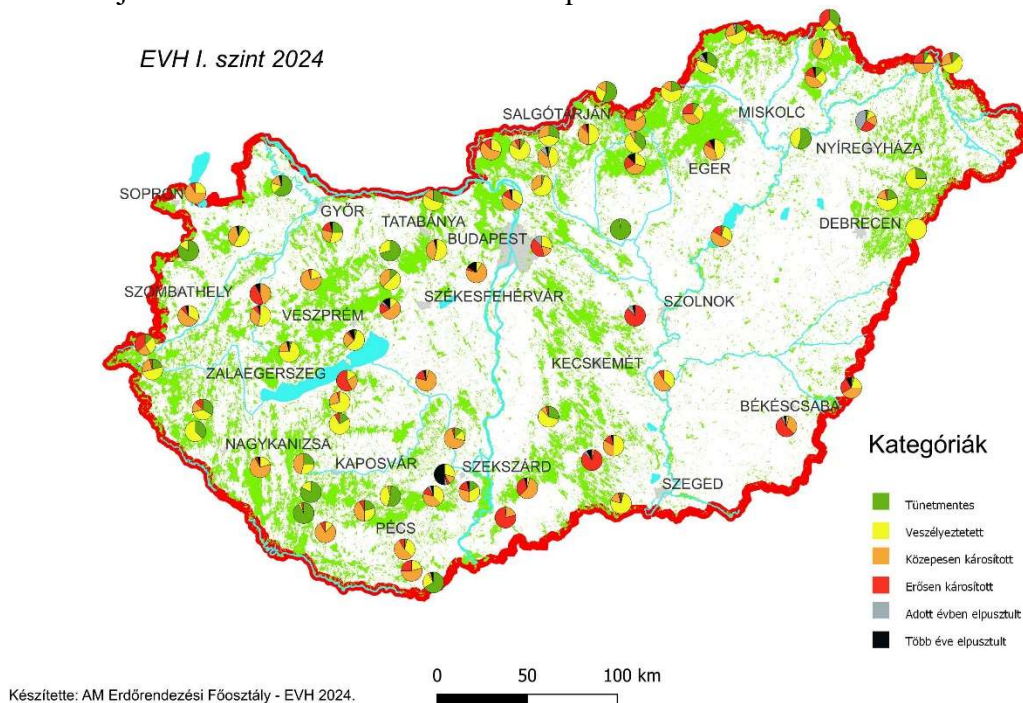 EVH I. szint 2024
SALGÓTARJÁN
MISKOLC
NYÍREGYHÁZA
EGER
SOPRON
GYŐR
TATABÁNYA
BUDAPEST
DEBRECEN
SZOMBATHELY
VESZPRÉM
SZÉKESFEHÉRVÁR
SZOLNOK
ZALAEGERSZEG
KECSKEMÉT
BÉKÉSCSABA
NAGYKANIZSA
KAPOSVÁR
SZEKSZÁRD
SZEGED
PÉCS
Kategóriák
Tünetmentes
Veszélyeztetett
Közepesen károsított
Erősen károsított
Adott évben elpusztult
Több éve elpusztult
0 50 100 km
Készítette: AM Erdőrendezési Főosztály - EVH 2024.